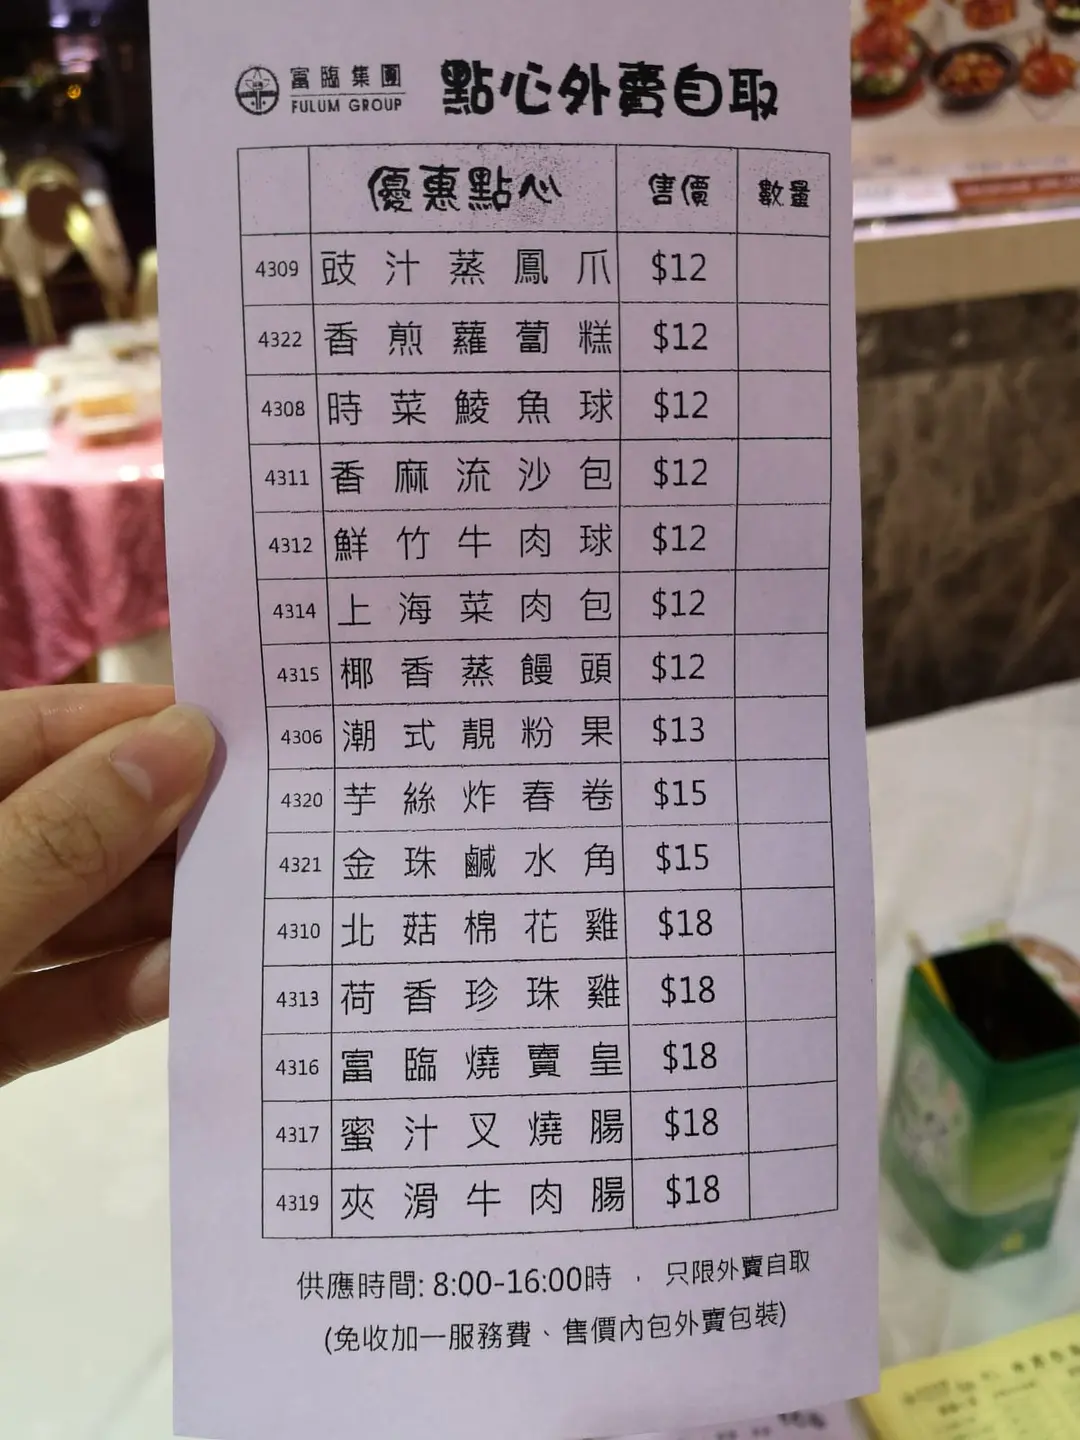 富臨集團
FULUM GROUP
點心外賣自取
優惠點心 售價 數量
4309 豉汁蒸鳳爪 $12
4322 香煎蘿蔔糕 $12
4308 時菜鯪魚球 $12
4311 香麻流沙包 $12
4312 鮮竹牛肉球 $12
4314 上海菜肉包 $12
4315 椰香蒸饅頭 $12
4306 潮式靚粉果 $13
4320 芋絲炸春卷 $15
4321 金珠鹹水角 $15
4310 北菇棉花雞 $18
4313 荷香珍珠雞 $18
4316 富臨燒賣皇 $18
4317 蜜汁叉燒腸 $18
4319 夾滑牛肉腸 $18
供應時間: 8:00-16:00時 , 只限外賣自取
(免收加一服務費、售價內包外賣包裝)